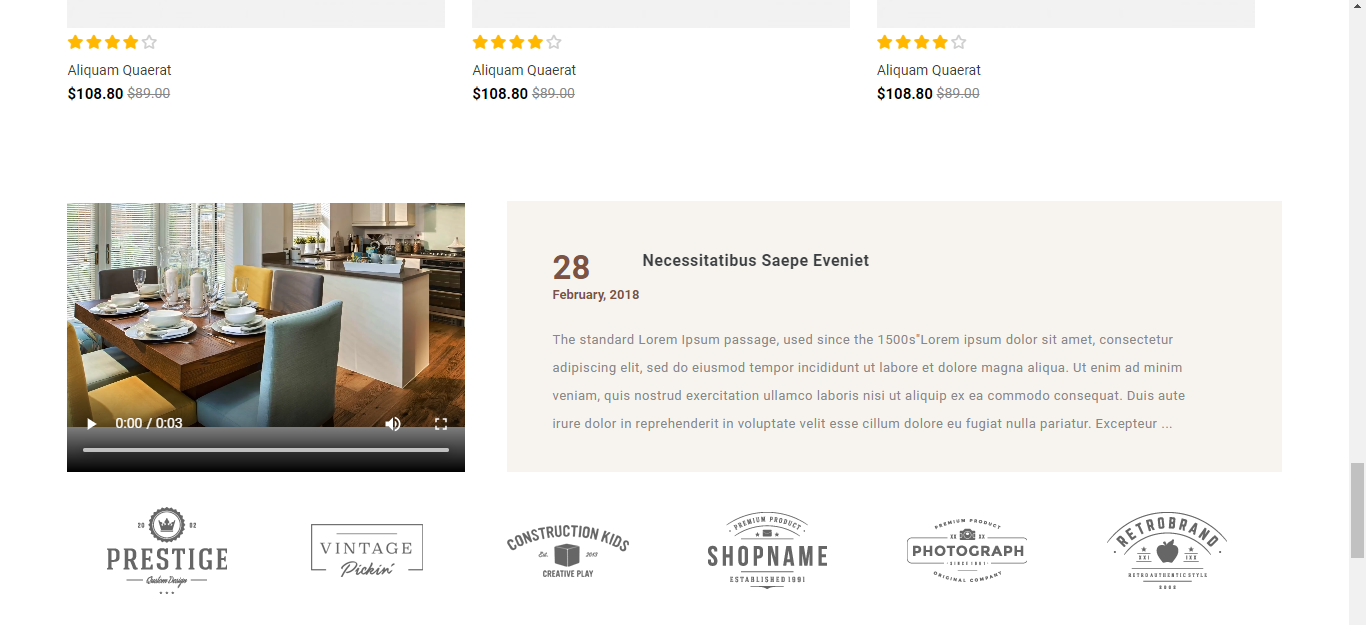 Aliquam Quaerat
$108.80 $89.00
Aliquam Quaerat
$108.80 $89.00
Aliquam Quaerat
$108.80 $89.00
0:00 / 0:03
28
February, 2018
Necessitatibus Saepe Eveniet
The standard Lorem Ipsum passage, used since the 1500s"Lorem ipsum dolor sit amet, consectetur
adipiscing elit, sed do eiusmod tempor incididunt ut labore et dolore magna aliqua. Ut enim ad minim
veniam, quis nostrud exercitation ullamco laboris nisi ut aliquip ex ea commodo consequat. Duis aute
irure dolor in reprehenderit in voluptate velit esse cillum dolore eu fugiat nulla pariatur. Excepteur ...
20 02
PRESTIGE
Qustom Design
VINTAGE
Pickin'
CONSTRUCTION KIDS
Est. 2013
CREATIVE PLAY
PREMIUM PRODUCT
SHOPNAME
ESTABLISHED 1991
PREMIUM PRODUCT
XX XX
PHOTOGRAPH
SINCE 1991
ORIGINAL COMPANY
RETROBRAND
XXI IXX
RETROAUTHENTIC STYLE